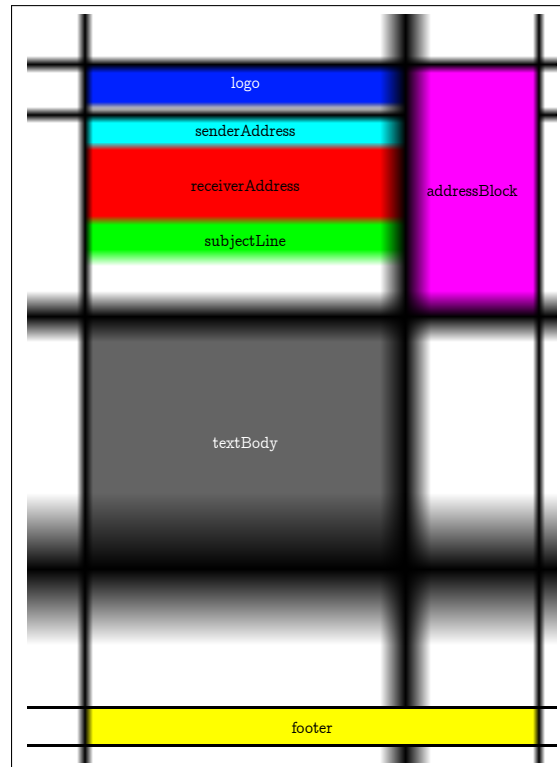 logo
senderAddress
receiverAddress
addressBlock
subjectLine
textBody
footer